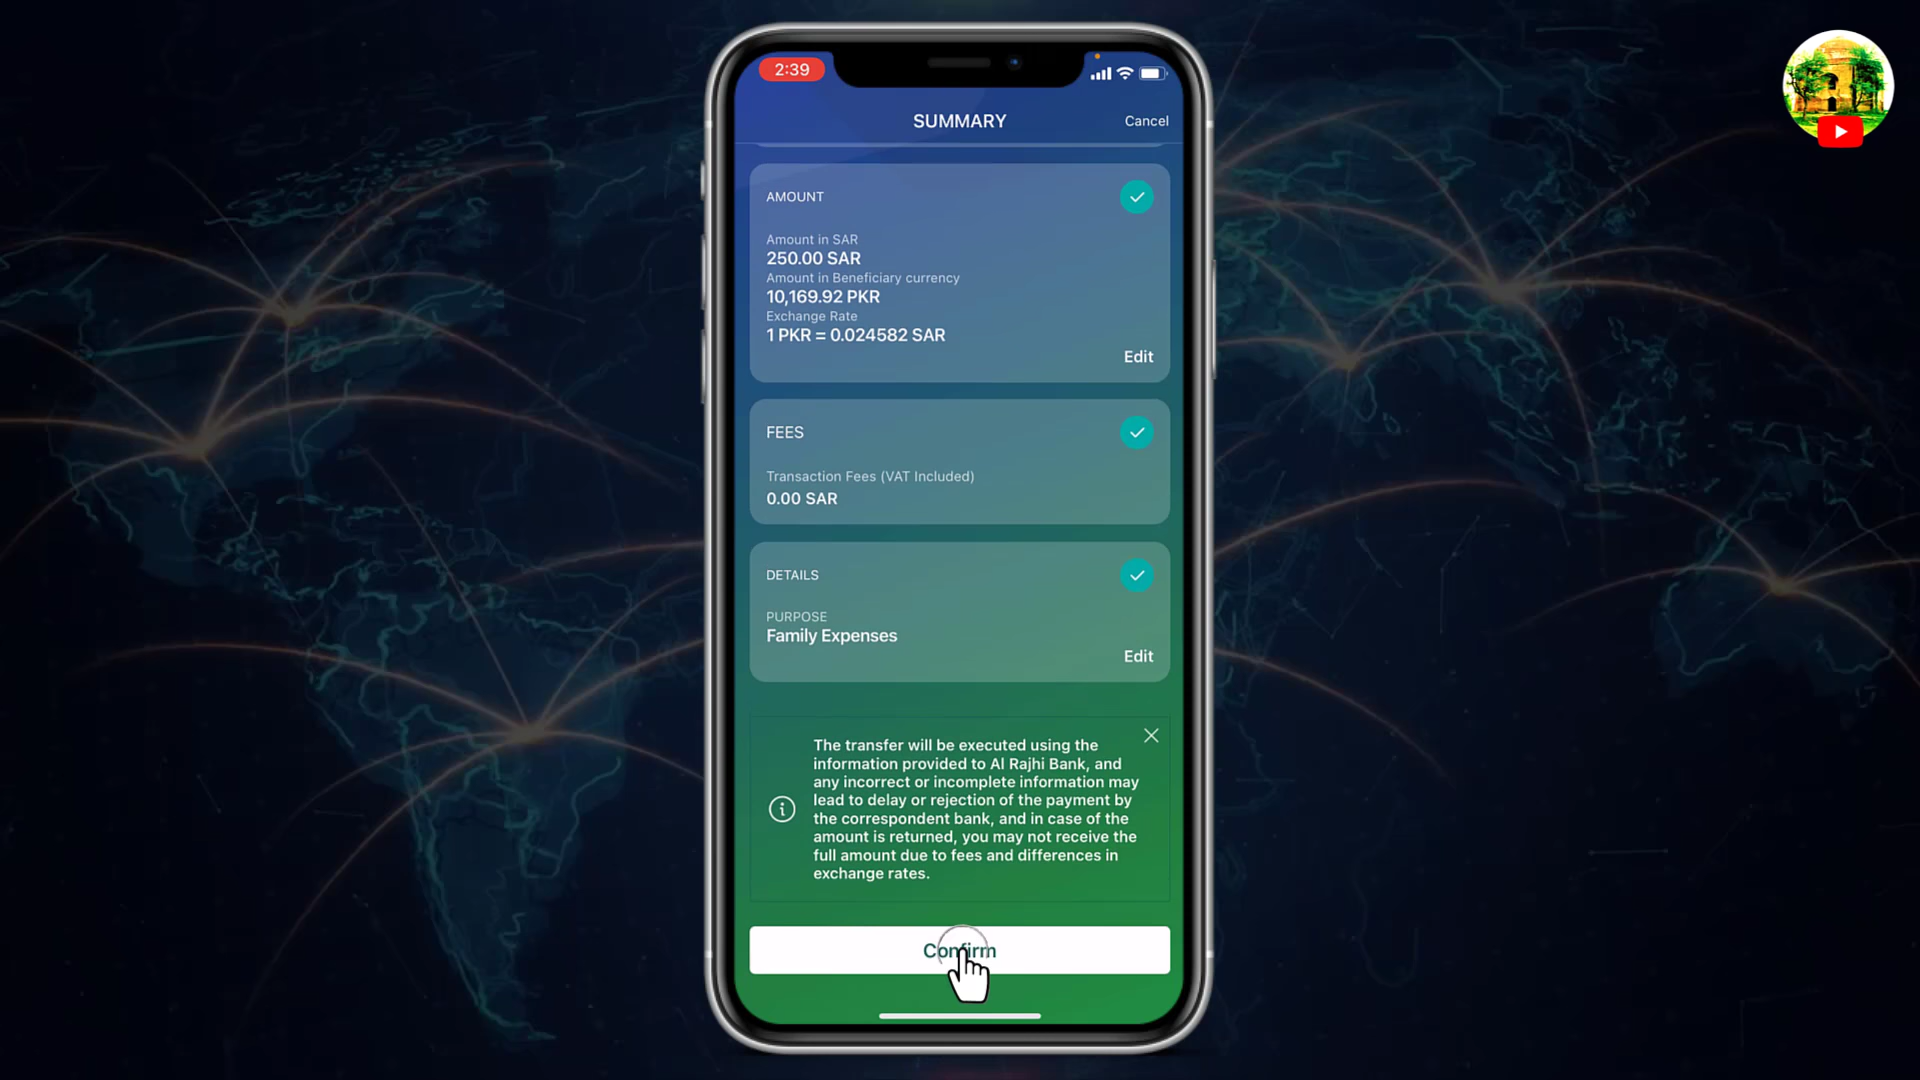 2:39
SUMMARY
Cancel
AMOUNT
Amount in SAR
250.00 SAR
Amount in Beneficiary currency
10,169.92 PKR
Exchange Rate
1 PKR = 0.024582 SAR
Edit
FEES
Transaction Fees (VAT Included)
0.00 SAR
DETAILS
PURPOSE
Family Expenses
Edit
The transfer will be executed using the
information provided to Al Rajhi Bank, and
any incorrect or incomplete information may
lead to delay or rejection of the payment by
the correspondent bank, and in case of the
amount is returned, you may not receive the
full amount due to fees and differences in
exchange rates.
Confirm